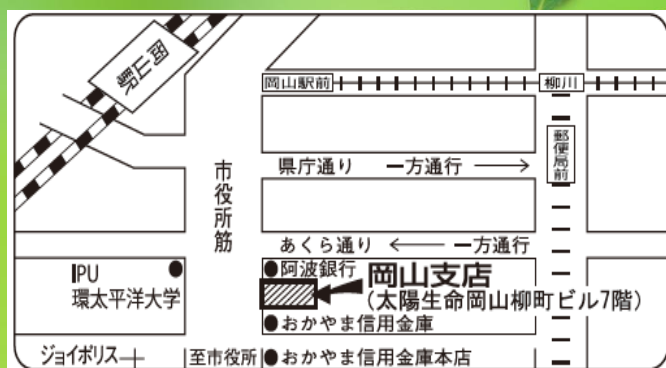 岡山駅
岡山駅前
柳川
郵便局前
市役所筋
県庁通り 一方通行 →
あくら通り ← 一方通行
IPU
環太平洋大学
阿波銀行
岡山支店
(太陽生命岡山柳町ビル7階)
おかやま信用金庫
ジョイポリス
至市役所
おかやま信用金庫本店